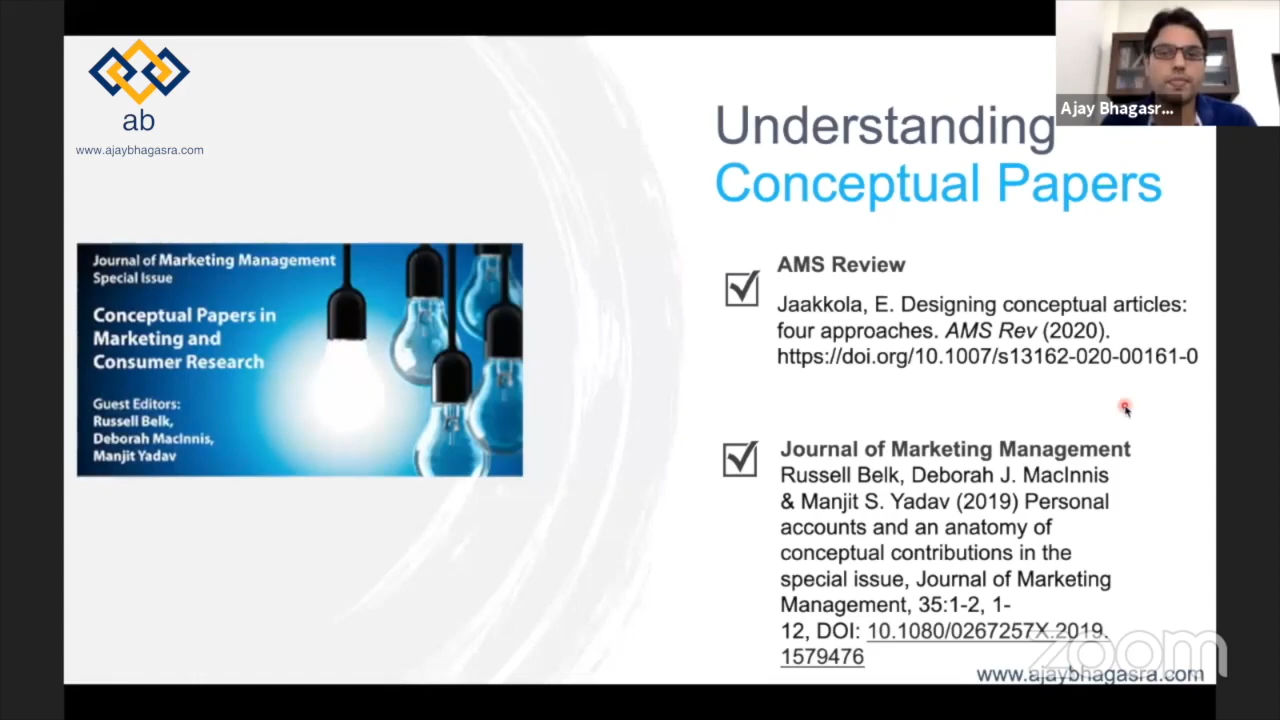 ab
www.ajaybhagasra.com
Ajay Bhagasr...
Understanding
Conceptual Papers
Journal of Marketing Management
Special Issue
Conceptual Papers in
Marketing and
Consumer Research
Guest Editors:
Russell Belk,
Deborah MacInnis,
Manjit Yadav
AMS Review
Jaakkola, E. Designing conceptual articles:
four approaches. AMS Rev (2020).
https://doi.org/10.1007/s13162-020-00161-0
Journal of Marketing Management
Russell Belk, Deborah J. MacInnis
& Manjit S. Yadav (2019) Personal
accounts and an anatomy of
conceptual contributions in the
special issue, Journal of Marketing
Management, 35:1-2, 1-
12, DOI: 10.1080/0267257X.2019.
1579476
zoom
www.ajaybhagasra.com